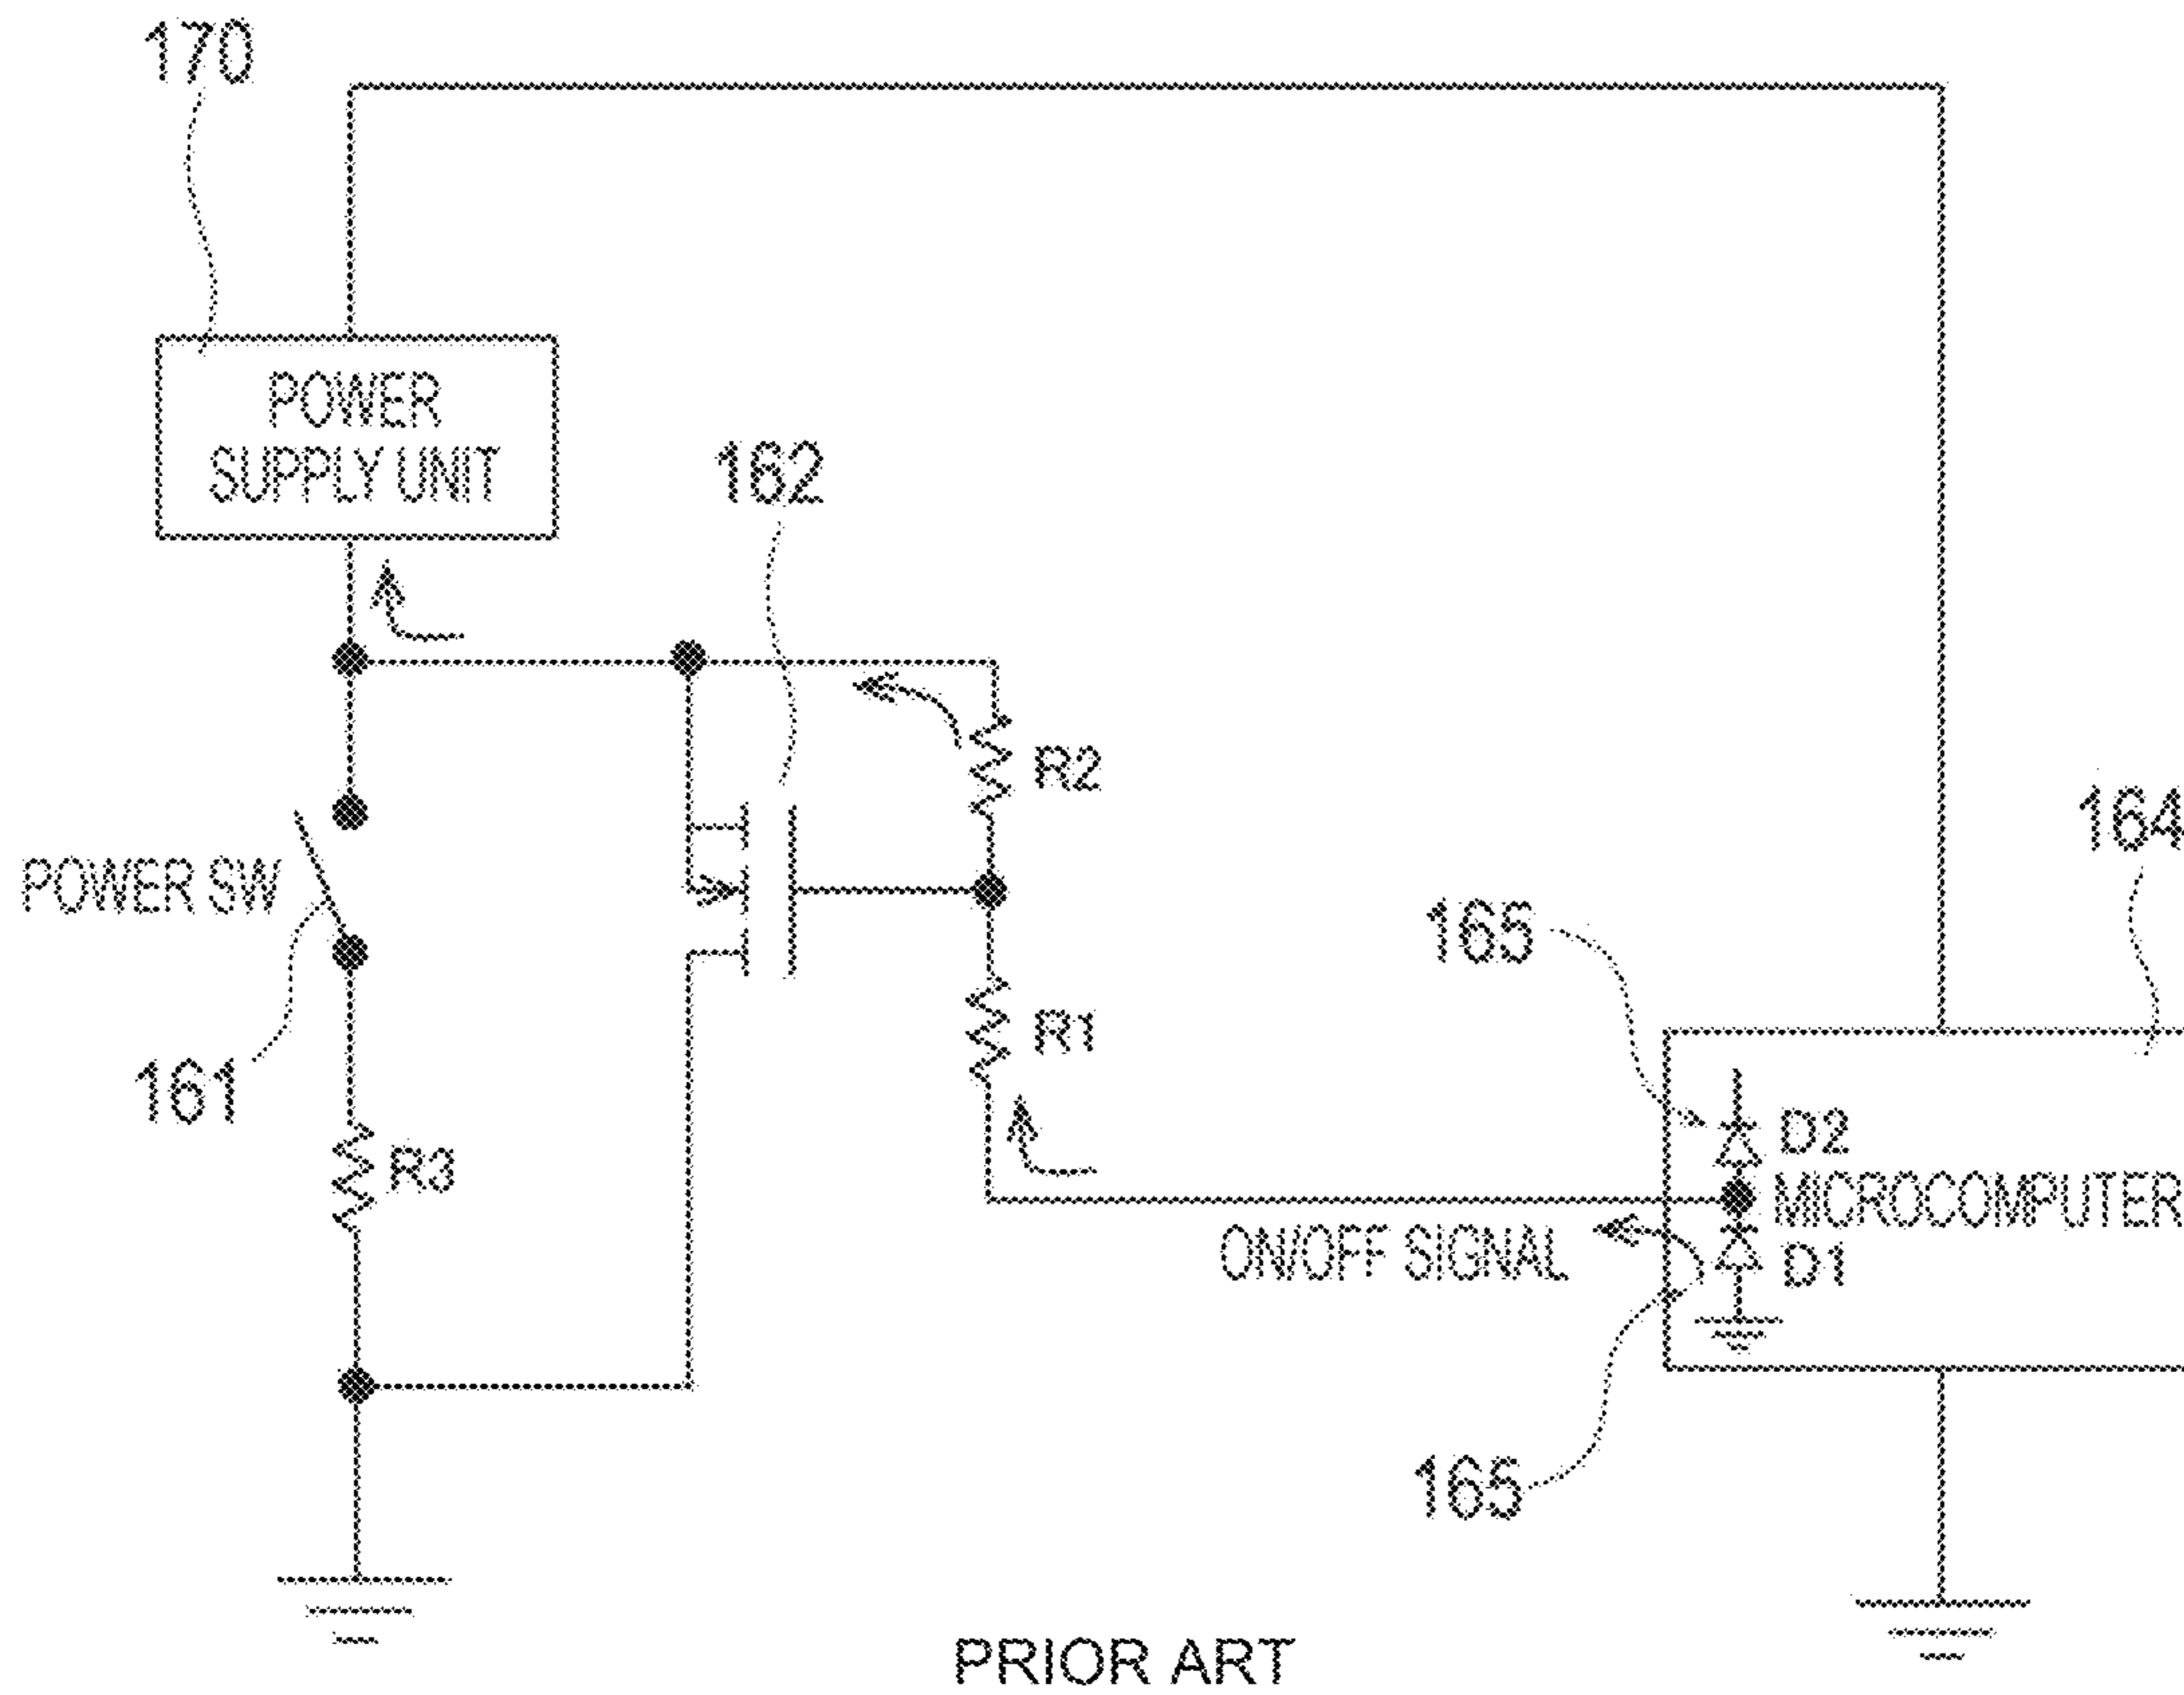 170
POWER
SUPPLY UNIT
162
R2
164
POWER SW
165
R1
161
D2
R3
MICROCOMPUTER
ON/OFF SIGNAL
D1
165
PRIOR ART